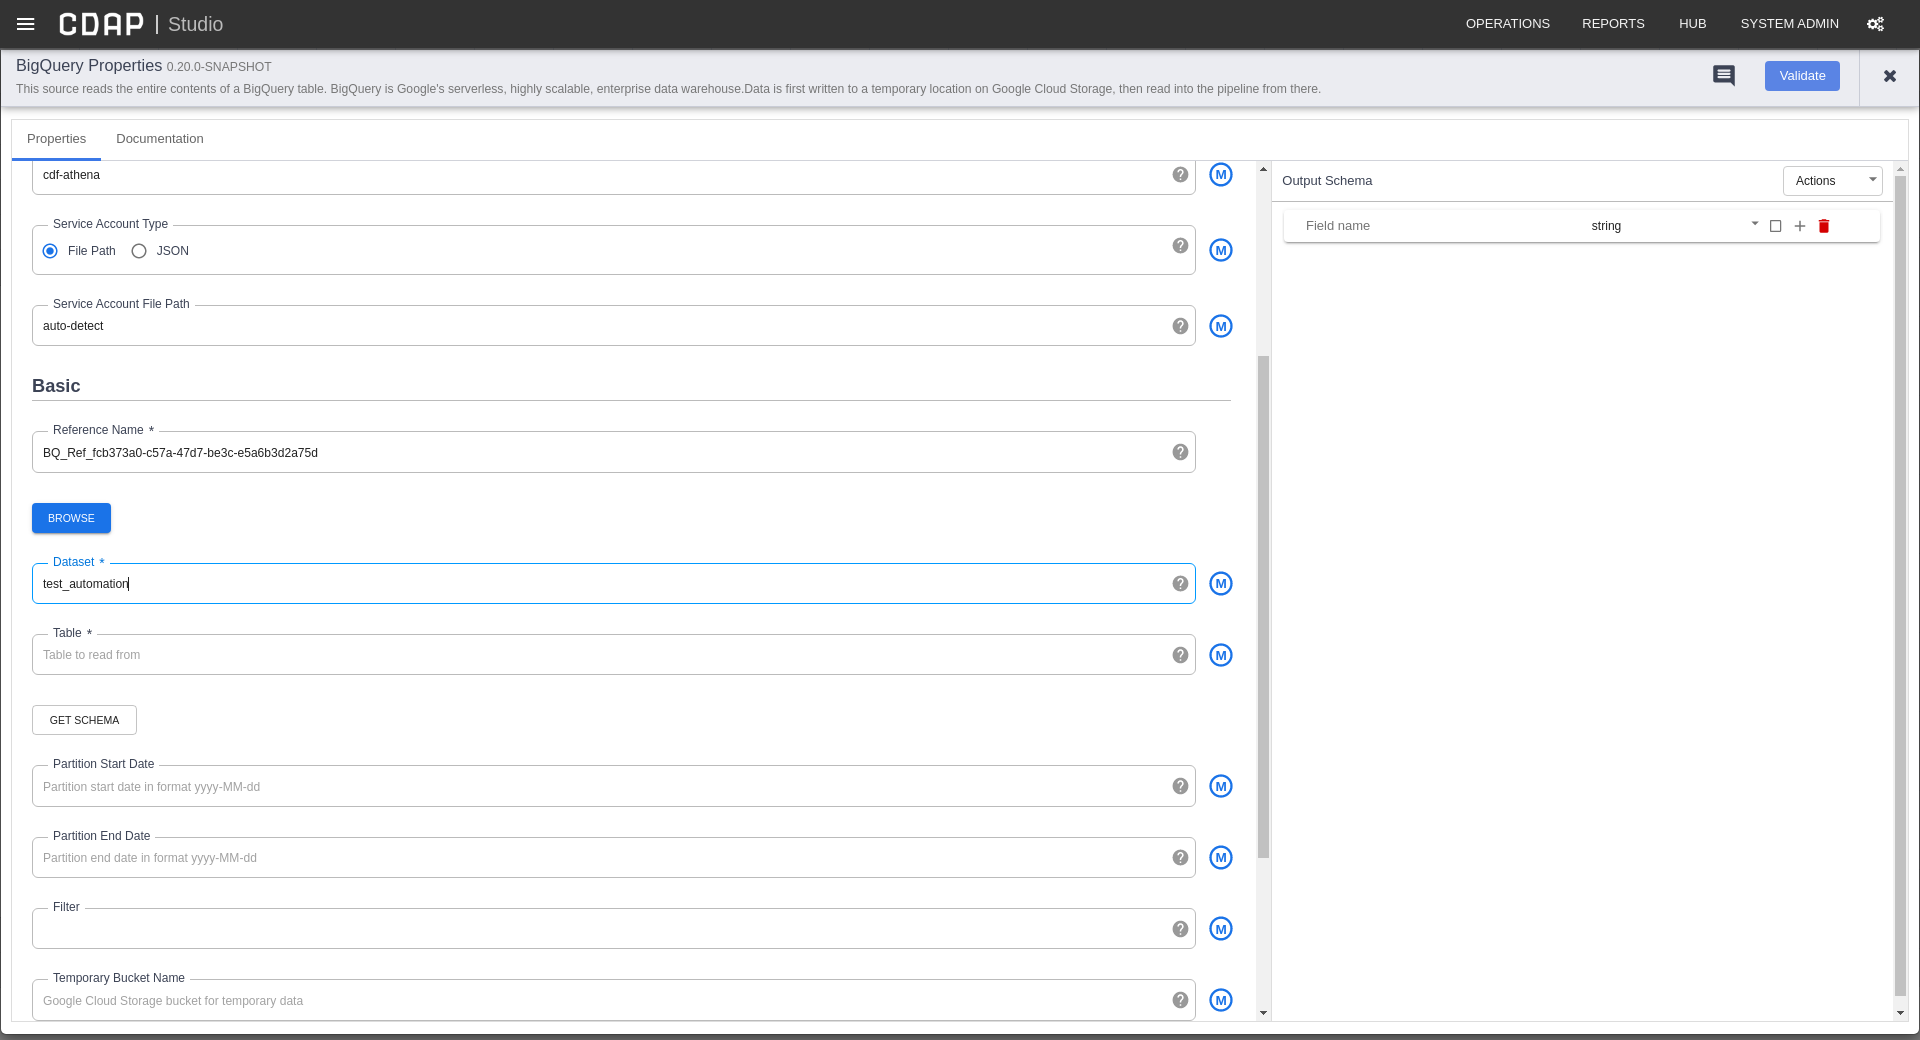 CDAP | Studio
OPERATIONS REPORTS HUB SYSTEM ADMIN
BigQuery Properties 0.20.0-SNAPSHOT
This source reads the entire contents of a BigQuery table. BigQuery is Google's serverless, highly scalable, enterprise data warehouse.Data is first written to a temporary location on Google Cloud Storage, then read into the pipeline from there.
Validate
Properties Documentation
cdf-athena ? M
Service Account Type
File Path JSON ? M
Service Account File Path
auto-detect ? M
Basic
Reference Name *
BQ_Ref_fcb373a0-c57a-47d7-be3c-e5a6b3d2a75d ?
BROWSE
Dataset *
test_automation ? M
Table *
Table to read from ? M
GET SCHEMA
Partition Start Date
Partition start date in format yyyy-MM-dd ? M
Partition End Date
Partition end date in format yyyy-MM-dd ? M
Filter
? M
Temporary Bucket Name
Google Cloud Storage bucket for temporary data ? M
Output Schema Actions
Field name string